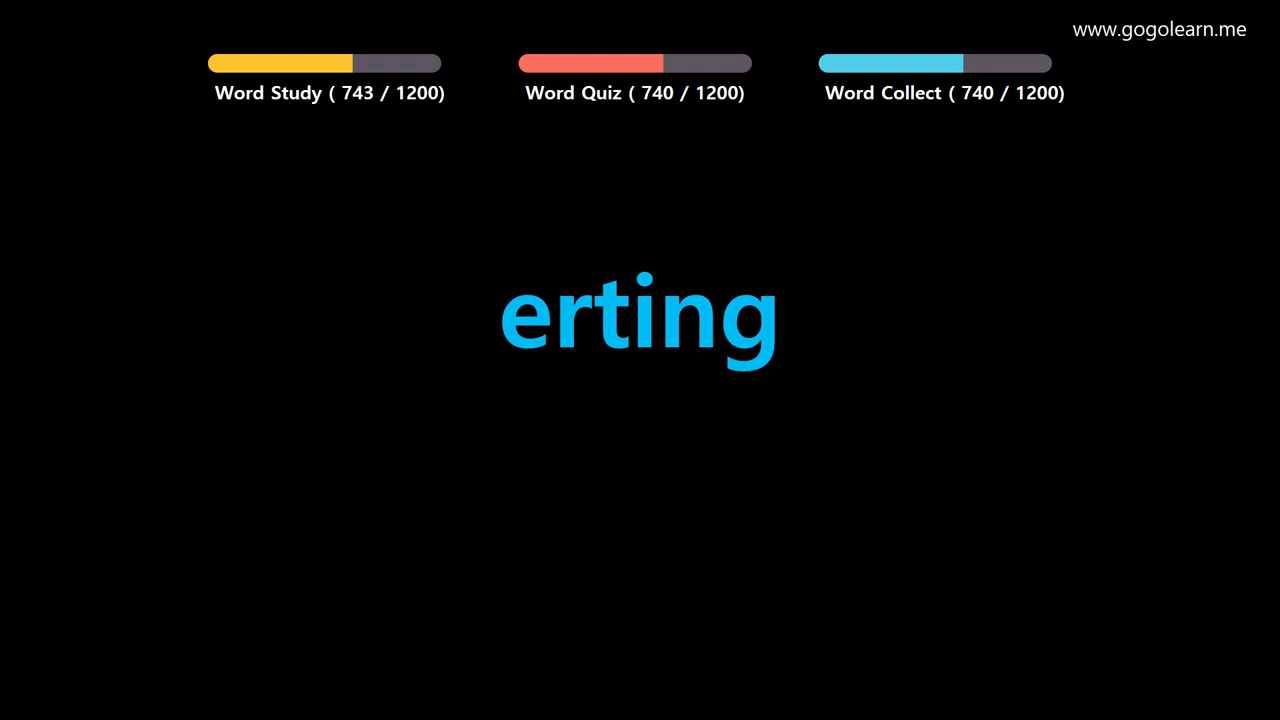 www.gogolearn.me
Word Study ( 743 / 1200)
Word Quiz ( 740 / 1200)
Word Collect ( 740 / 1200)
erting